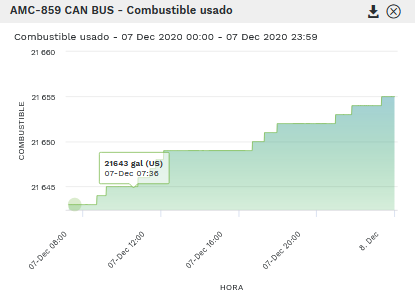 AMC-859 CAN BUS - Combustible usado
Combustible usado - 07 Dec 2020 00:00 - 07 Dec 2020 23:59
21 660
21 655
21 650
21 645
COMBUSTIBLE
21643 gal (US)
07-Dec 07:36
07-Dec 08:00
07-Dec 12:00
07-Dec 16:00
07-Dec 20:00
8. Dec
HORA